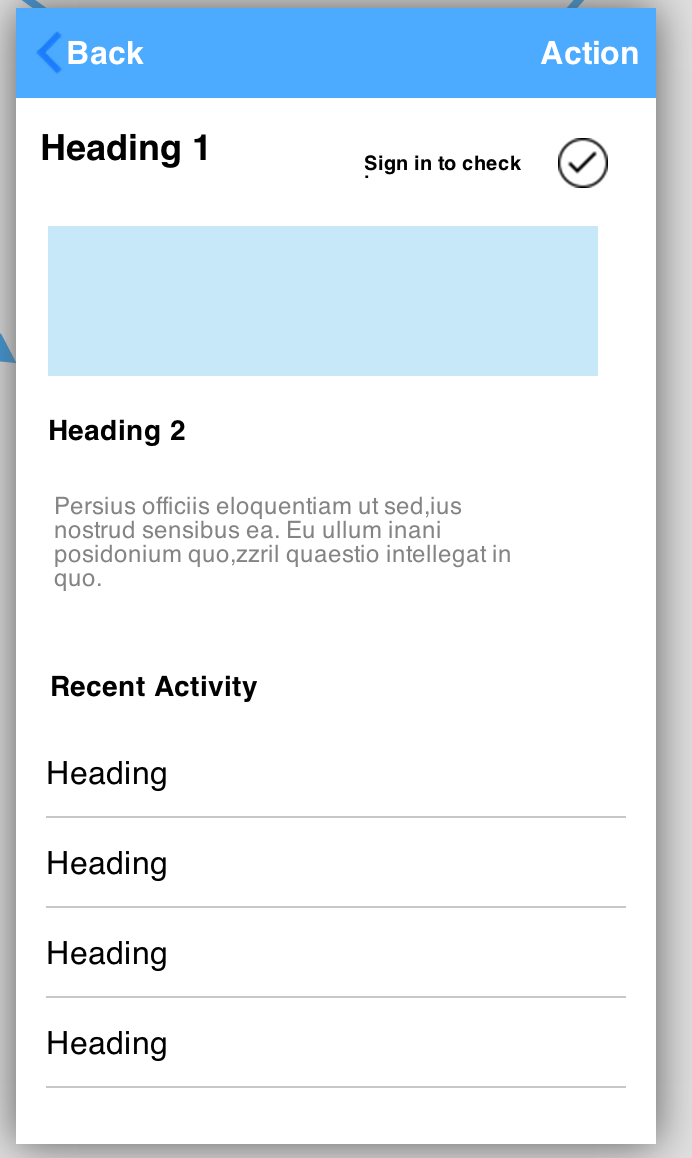 Back
Action
Heading 1
Sign in to check
Heading 2
Persius officiis eloquentiam ut sed,ius
nostrud sensibus ea. Eu ullum inani
posidonium quo,zzril quaestio intellegat in
quo.
Recent Activity
Heading
Heading
Heading
Heading